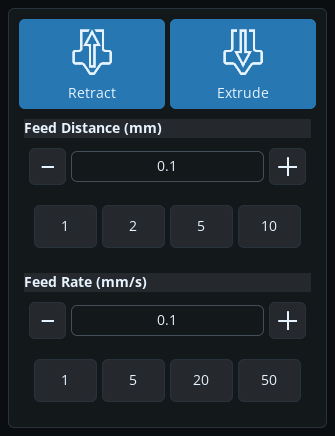 Retract Extrude
Feed Distance (mm)
− 0.1 +
1 2 5 10
Feed Rate (mm/s)
− 0.1 +
1 5 20 50